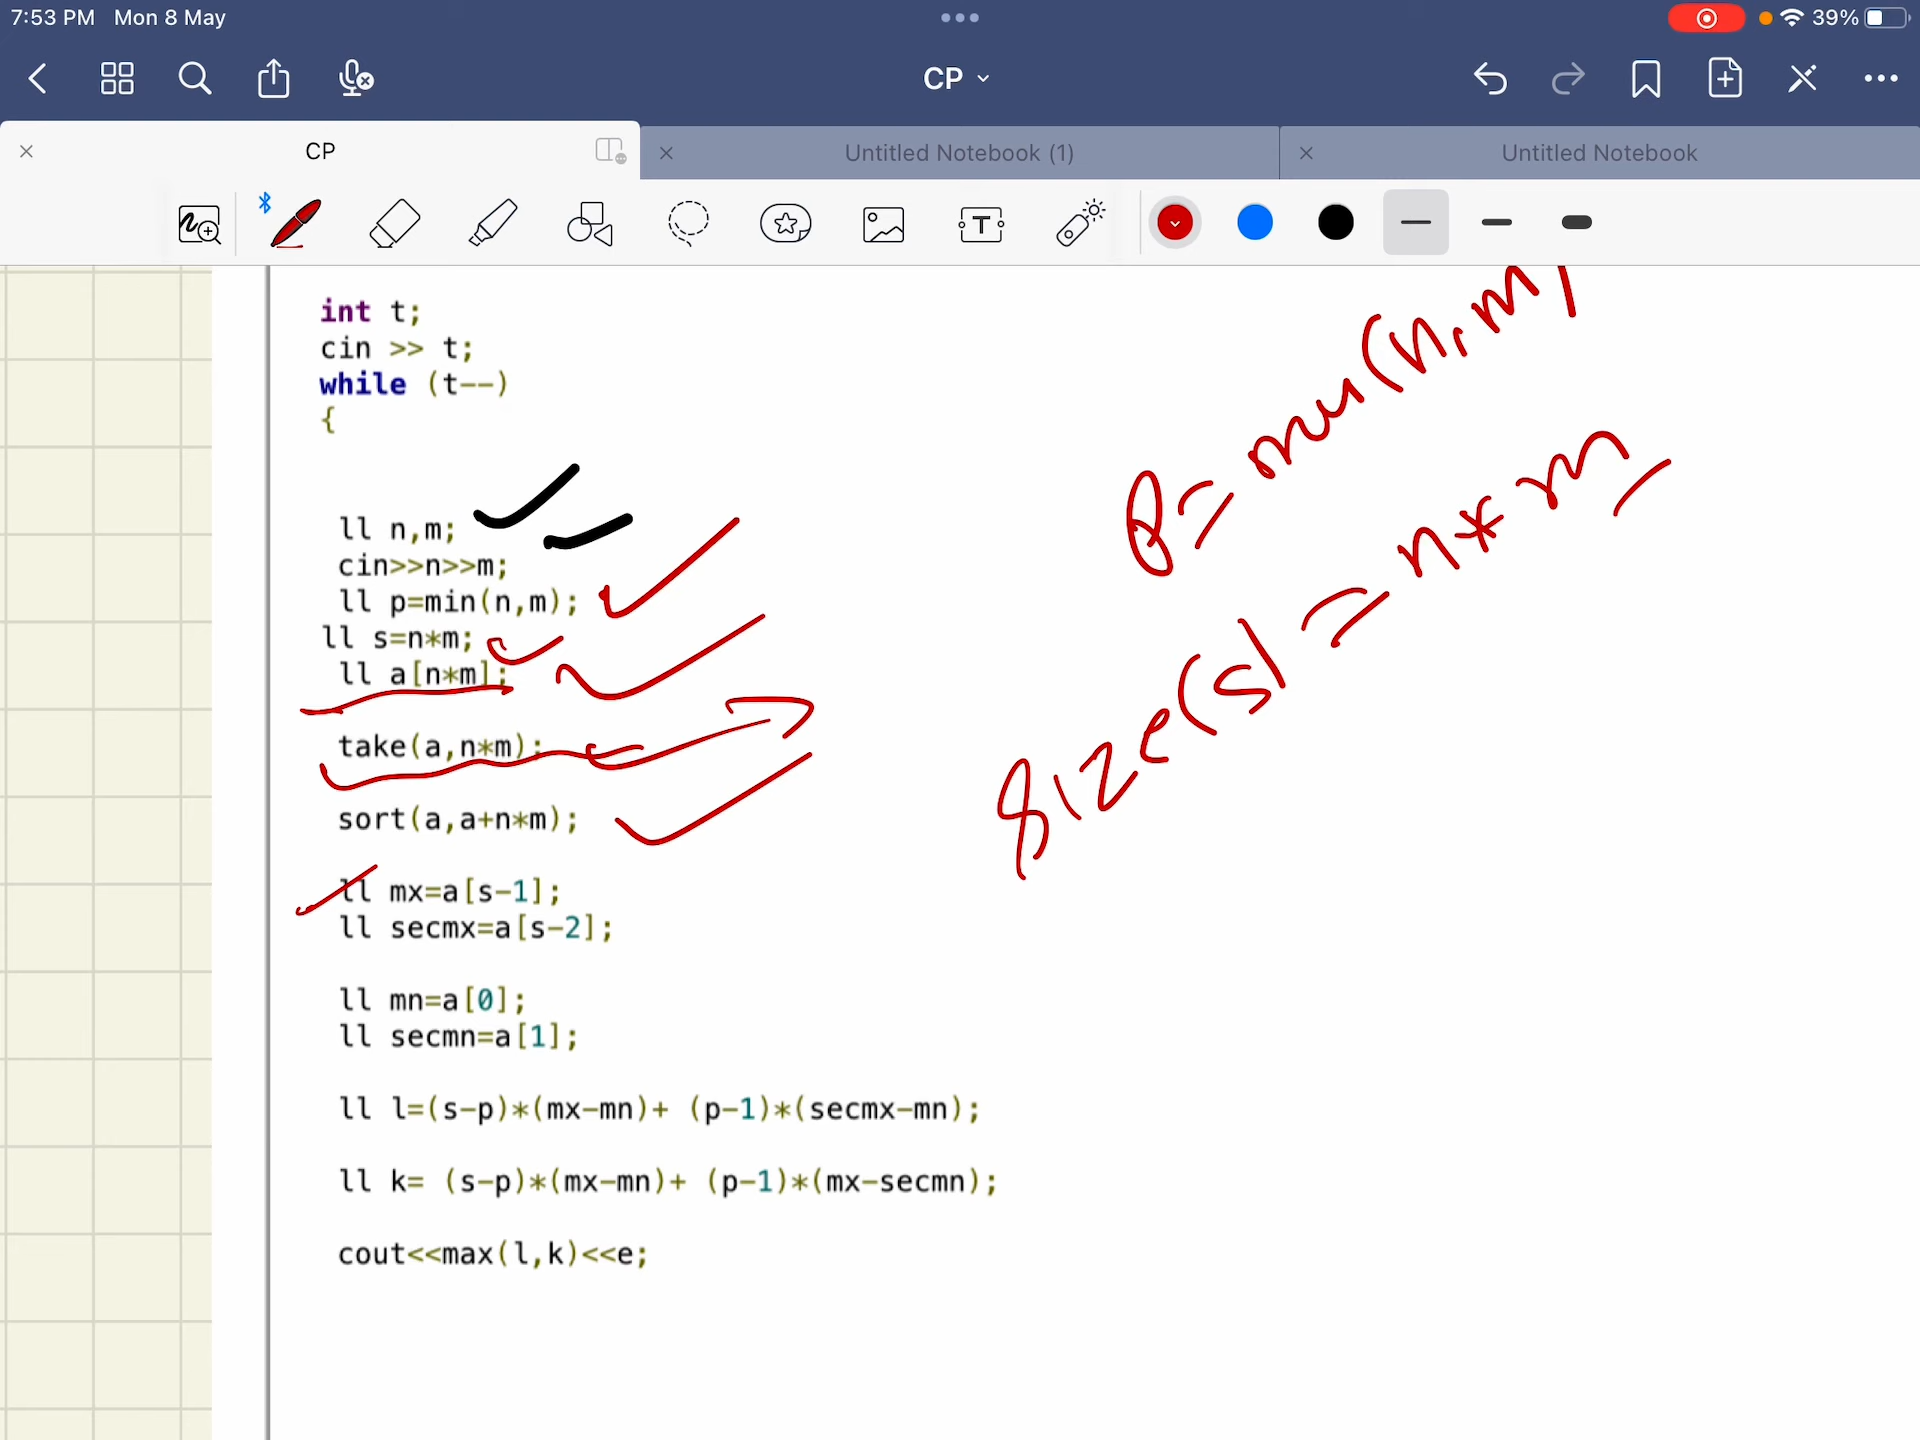 7:53 PM Mon 8 May
39%
CP
CP
Untitled Notebook (1)
Untitled Notebook
T
int t;
cin >> t;
while (t--)
{
ll n,m;
cin>>n>>m;
ll p=min(n,m);
ll s=n*m;
ll a[n*m];
take(a,n*m);
sort(a,a+n*m);
ll mx=a[s-1];
ll secmx=a[s-2];
ll mn=a[0];
ll secmn=a[1];
ll l=(s-p)*(mx-mn)+ (p-1)*(secmx-mn);
ll k= (s-p)*(mx-mn)+ (p-1)*(mx-secmn);
cout<<max(l,k)<<e;
P=min(n,m)
size(s)=n*m